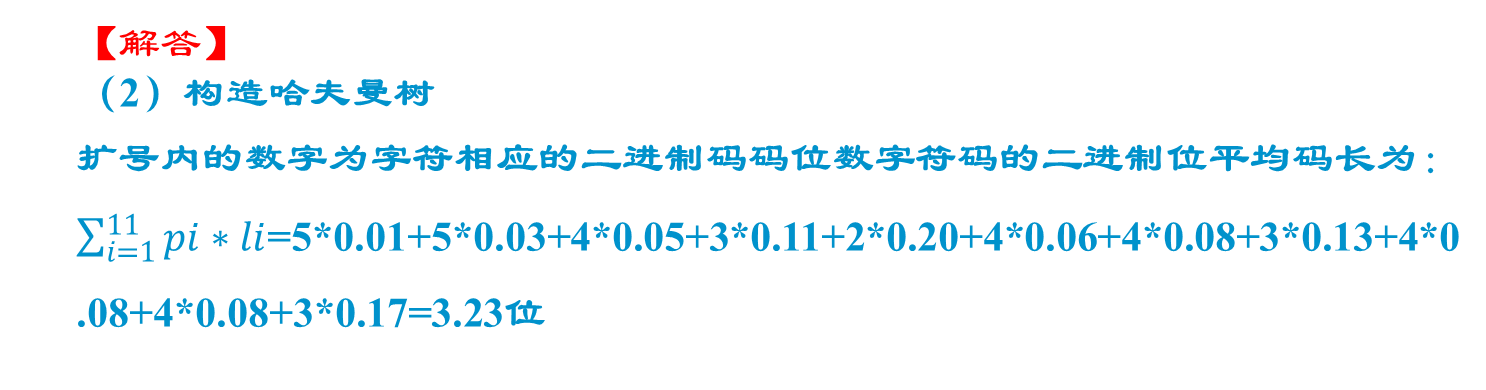 【解答】
（2）构造哈夫曼树
扩号内的数字为字符相应的二进制码码位数字符码的二进制位平均码长为：
∑_{i=1}^{11} pi ∗ li=5*0.01+5*0.03+4*0.05+3*0.11+2*0.20+4*0.06+4*0.08+3*0.13+4*0
.08+4*0.08+3*0.17=3.23位